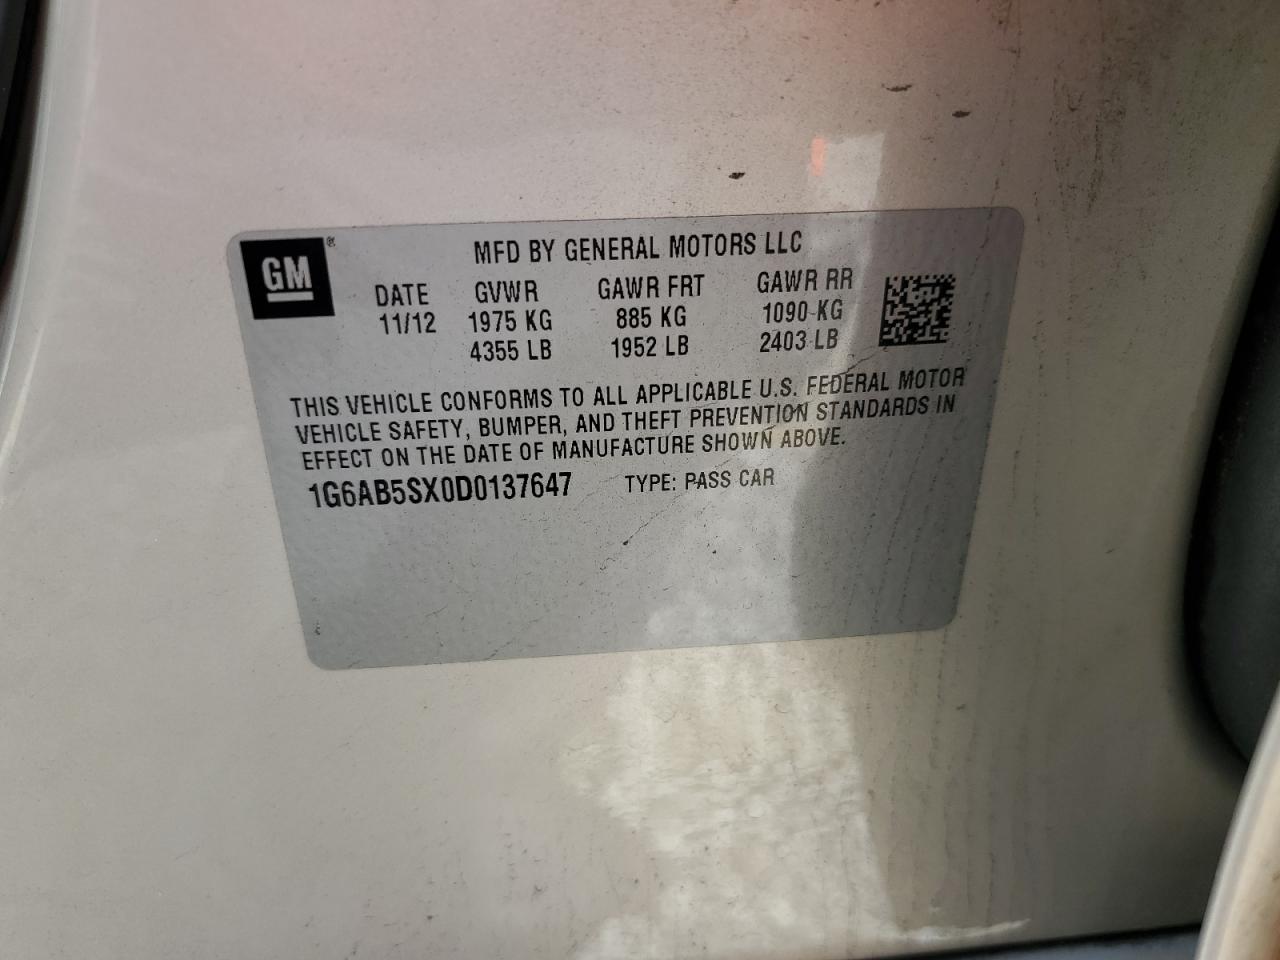 GM®
MFD BY GENERAL MOTORS LLC
DATE GVWR GAWR FRT GAWR RR
11/12 1975 KG 885 KG 1090 KG
4355 LB 1952 LB 2403 LB
THIS VEHICLE CONFORMS TO ALL APPLICABLE U.S. FEDERAL MOTOR
VEHICLE SAFETY, BUMPER, AND THEFT PREVENTION STANDARDS IN
EFFECT ON THE DATE OF MANUFACTURE SHOWN ABOVE.
1G6AB5SX0D0137647 TYPE: PASS CAR